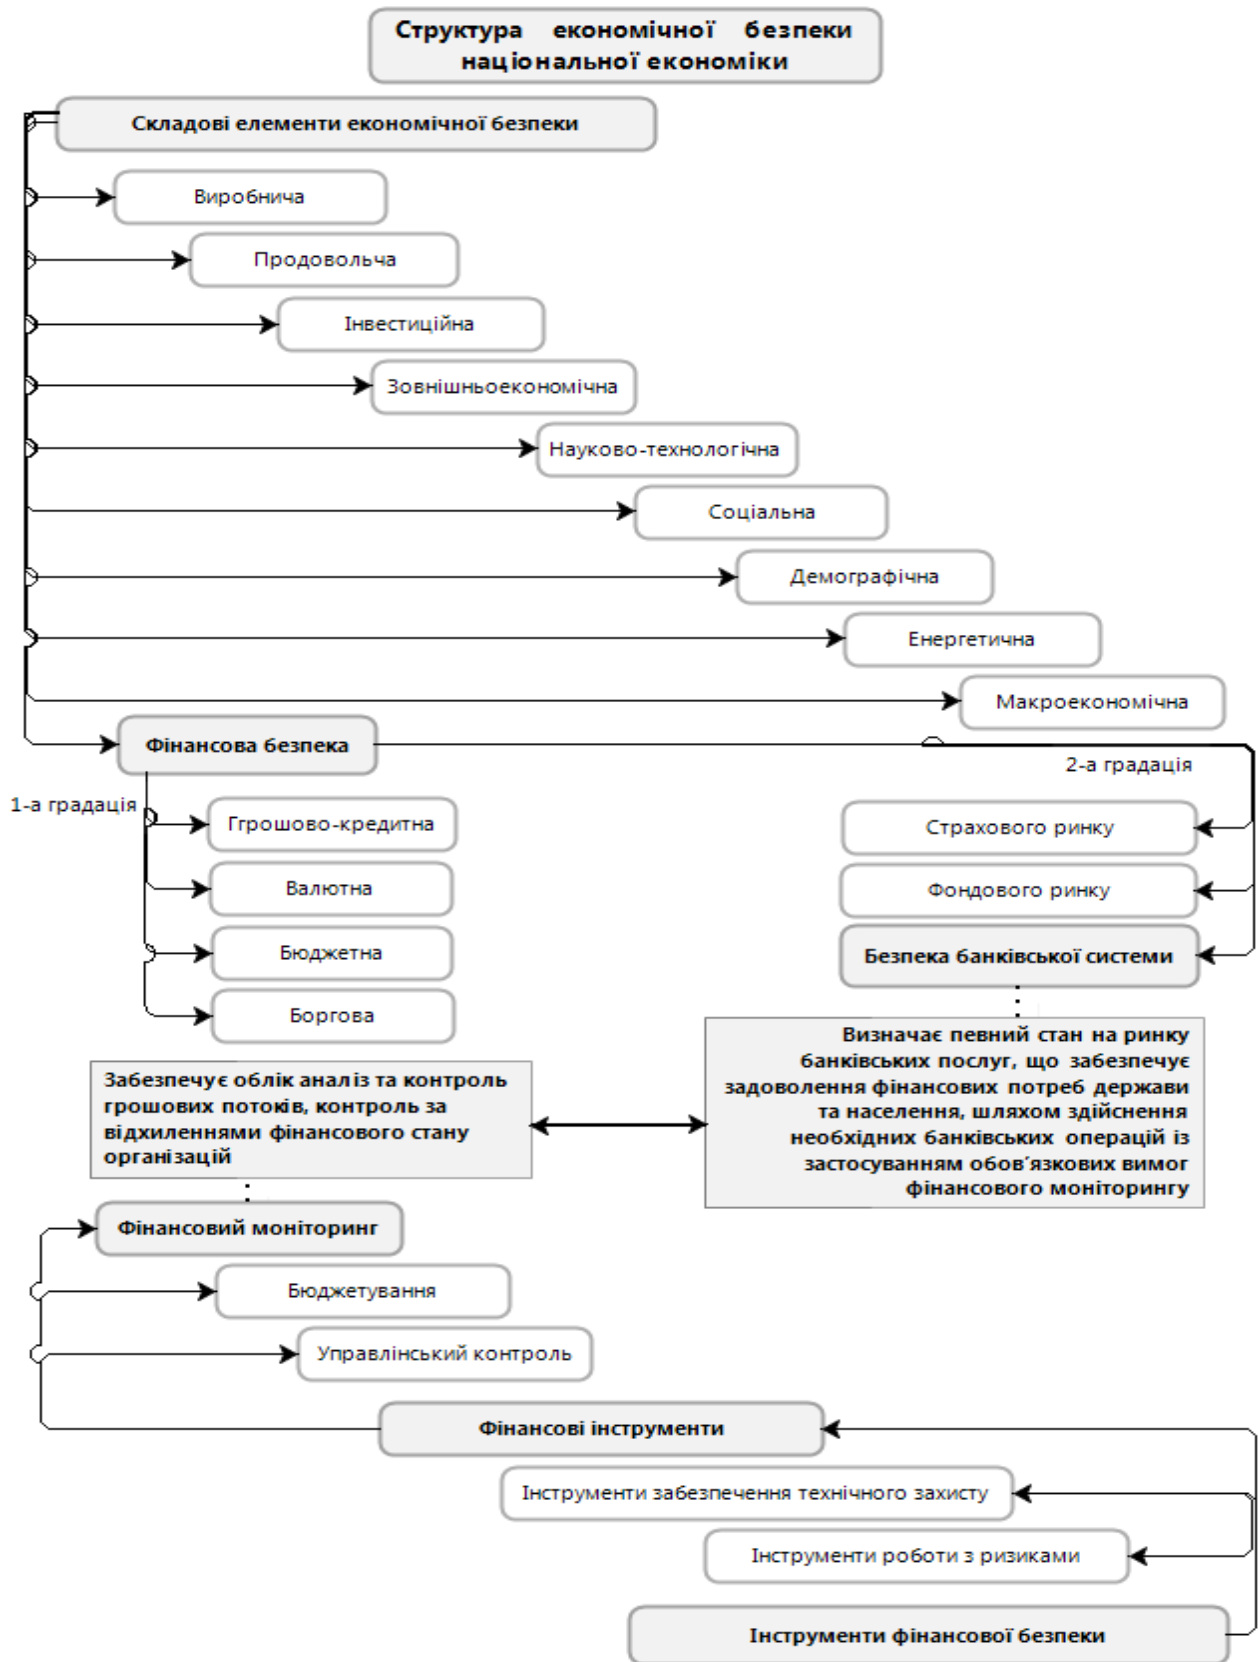 Структура економічної безпеки
національної економіки
Складові елементи економічної безпеки
Виробнича
Продовольча
Інвестиційна
Зовнішньоекономічна
Науково-технологічна
Соціальна
Демографічна
Енергетична
Макроекономічна
Фінансова безпека
2-а градація
1-а градація
Ггрошово-кредитна
Страхового ринку
Валютна
Фондового ринку
Бюджетна
Безпека банківської системи
Боргова
Визначає певний стан на ринку
банківських послуг, що забезпечує
задоволення фінансових потреб держави
та населення, шляхом здійснення
необхідних банківських операцій із
застосуванням обов’язкових вимог
фінансового моніторингу
Забезпечує облік аналіз та контроль
грошових потоків, контроль за
відхиленнями фінансового стану
організацій
Фінансовий моніторинг
Бюджетування
Управлінський контроль
Фінансові інструменти
Інструменти забезпечення технічного захисту
Інструменти роботи з ризиками
Інструменти фінансової безпеки